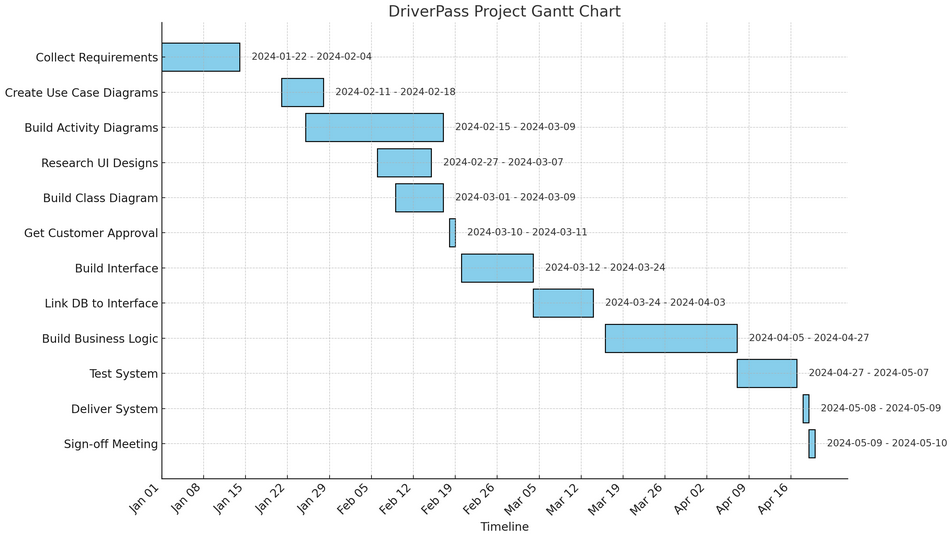 DriverPass Project Gantt Chart
Collect Requirements 2024-01-22 - 2024-02-04
Create Use Case Diagrams 2024-02-11 - 2024-02-18
Build Activity Diagrams 2024-02-15 - 2024-03-09
Research UI Designs 2024-02-27 - 2024-03-07
Build Class Diagram 2024-03-01 - 2024-03-09
Get Customer Approval 2024-03-10 - 2024-03-11
Build Interface 2024-03-12 - 2024-03-24
Link DB to Interface 2024-03-24 - 2024-04-03
Build Business Logic 2024-04-05 - 2024-04-27
Test System 2024-04-27 - 2024-05-07
Deliver System 2024-05-08 - 2024-05-09
Sign-off Meeting 2024-05-09 - 2024-05-10
Jan 01 Jan 08 Jan 15 Jan 22 Jan 29 Feb 05 Feb 12 Feb 19 Feb 26 Mar 05 Mar 12 Mar 19 Mar 26 Apr 02 Apr 09 Apr 16
Timeline